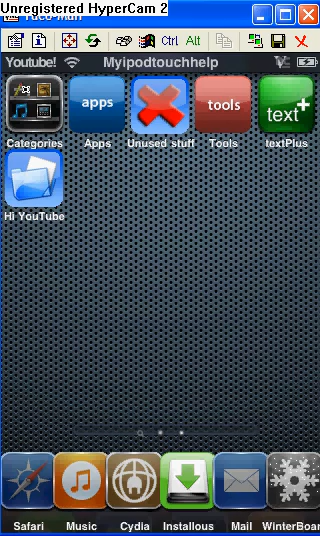 Unregistered HyperCam 2
Ctrl Alt
Youtube! Myipodtouchhelp
apps tools text+
Categories Apps Unused stuff Tools textPlus
Hi YouTube
Safari Music Cydia Installous Mail WinterBoar